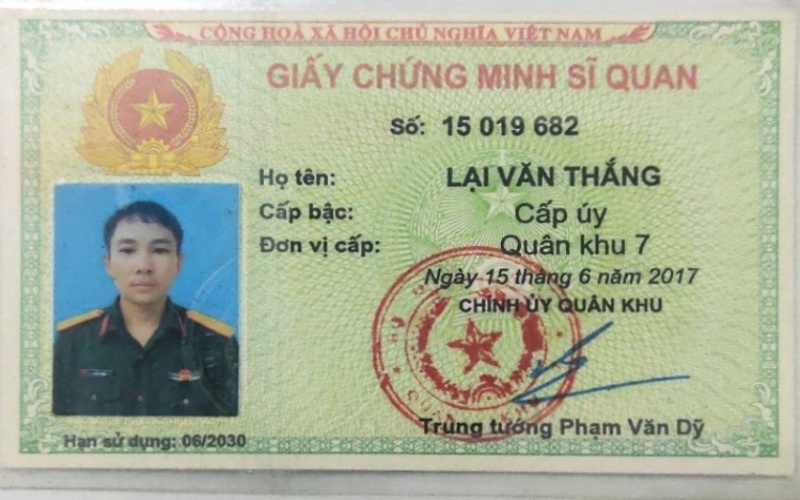 CỘNG HOÀ XÃ HỘI CHỦ NGHĨA VIỆT NAM
GIẤY CHỨNG MINH SĨ QUAN
Số: 15 019 682
Họ tên: LẠI VĂN THẮNG
Cấp bậc: Cấp úy
Đơn vị cấp: Quân khu 7
Ngày 15 tháng 6 năm 2017
CHÍNH ỦY QUÂN KHU
Trung tướng Phạm Văn Dỹ
Hạn sử dụng: 06/2030